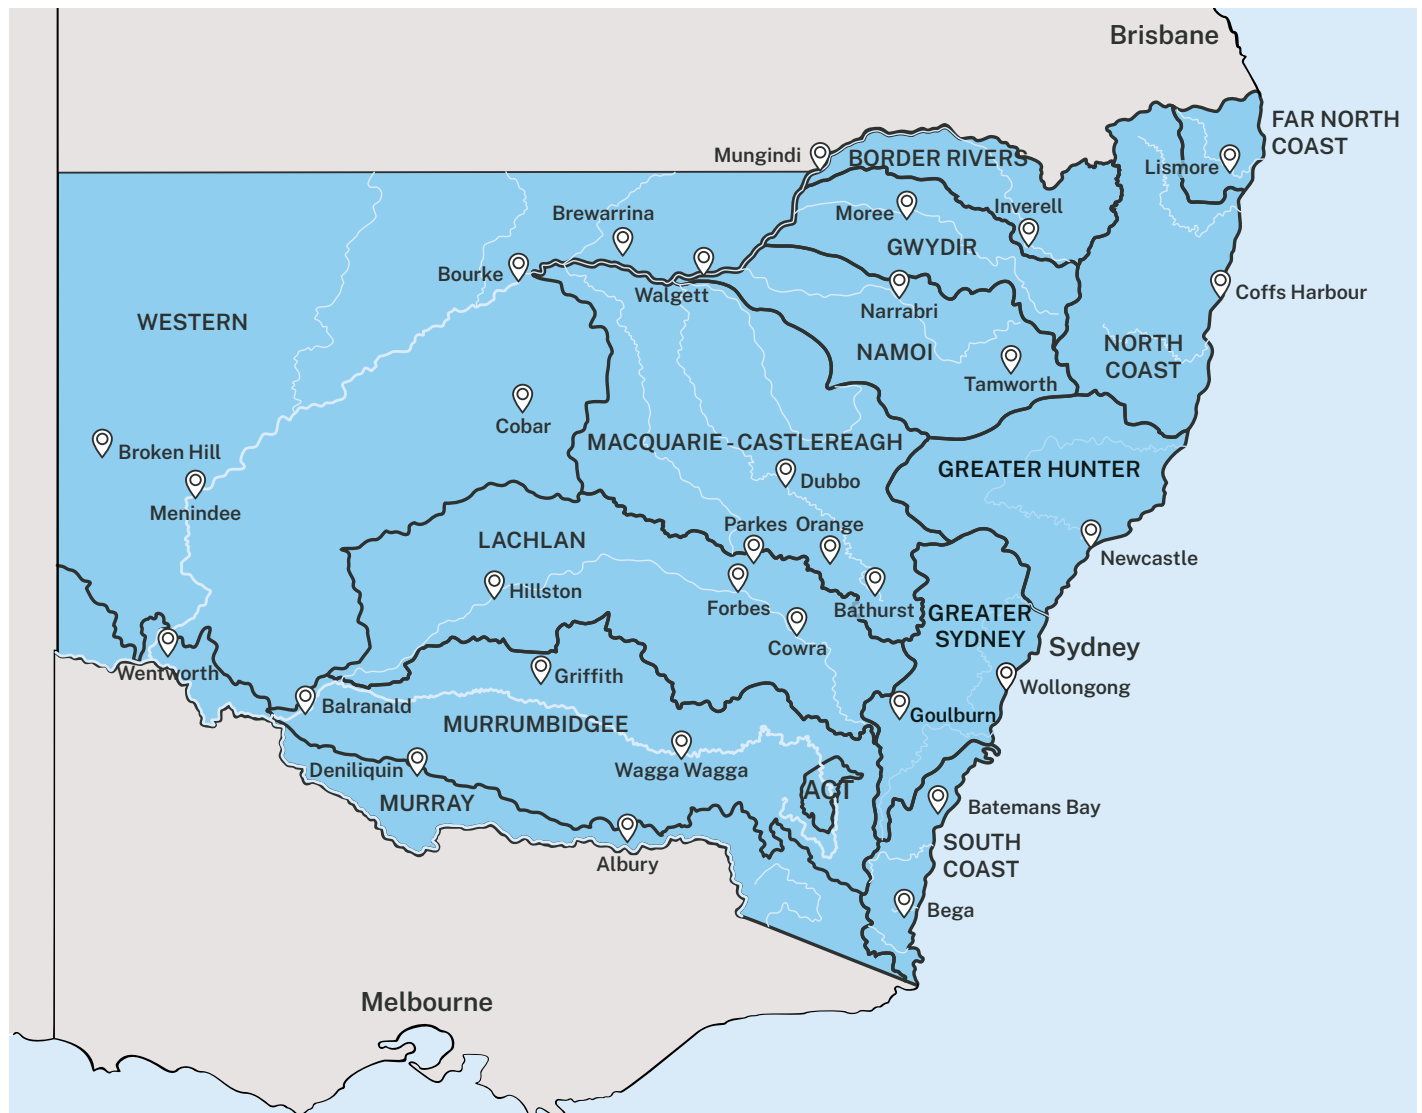 Brisbane
FAR NORTH
COAST
Mungindi
BORDER RIVERS
Lismore
Brewarrina
Moree
Inverell
GWYDIR
Bourke
Walgett
Coffs Harbour
Narrabri
WESTERN
NAMOI
NORTH
COAST
Tamworth
Cobar
Broken Hill
MACQUARIE - CASTLEREAGH
GREATER HUNTER
Dubbo
Menindee
Parkes
Orange
LACHLAN
Newcastle
Hillston
Forbes
Bathurst
GREATER
SYDNEY
Cowra
Sydney
Wentworth
Griffith
Wollongong
Balranald
MURRUMBIDGEE
Goulburn
Deniliquin
Wagga Wagga
ACT
MURRAY
Batemans Bay
SOUTH
COAST
Albury
Bega
Melbourne